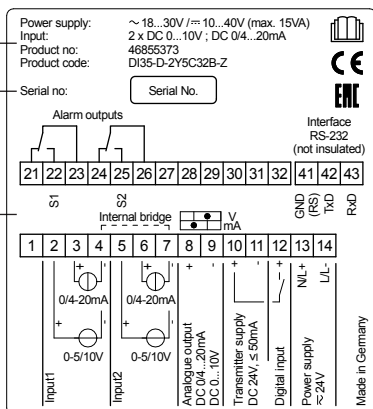 Power supply: ~ 18...30V / ⎓ 10...40V (max. 15VA)
Input: 2 x DC 0...10V ; DC 0/4...20mA
Product no: 46855373
Product code: DI35-D-2Y5C32B-Z
Serial no: Serial No.
CE
EAC
Alarm outputs
Interface
RS-232
(not insulated)
21 22 23 24 25 26 27 28 29 30 31 32 41 42 43
S1
S2
GND
(RS)
TxD
RxD
Internal bridge
V
mA
1 2 3 4 5 6 7 8 9 10 11 12 13 14
+ - + - + - + - + - + -
0/4-20mA
0/4-20mA
+ -
+ -
0-5/10V
0-5/10V
Input1
Input2
Analogue output
DC 0/4...20mA
DC 0...10V
Transmitter supply
DC 24V, ≤ 50mA
Digital input
N/L+
L/L-
Power supply
≂ 24V
Made in Germany